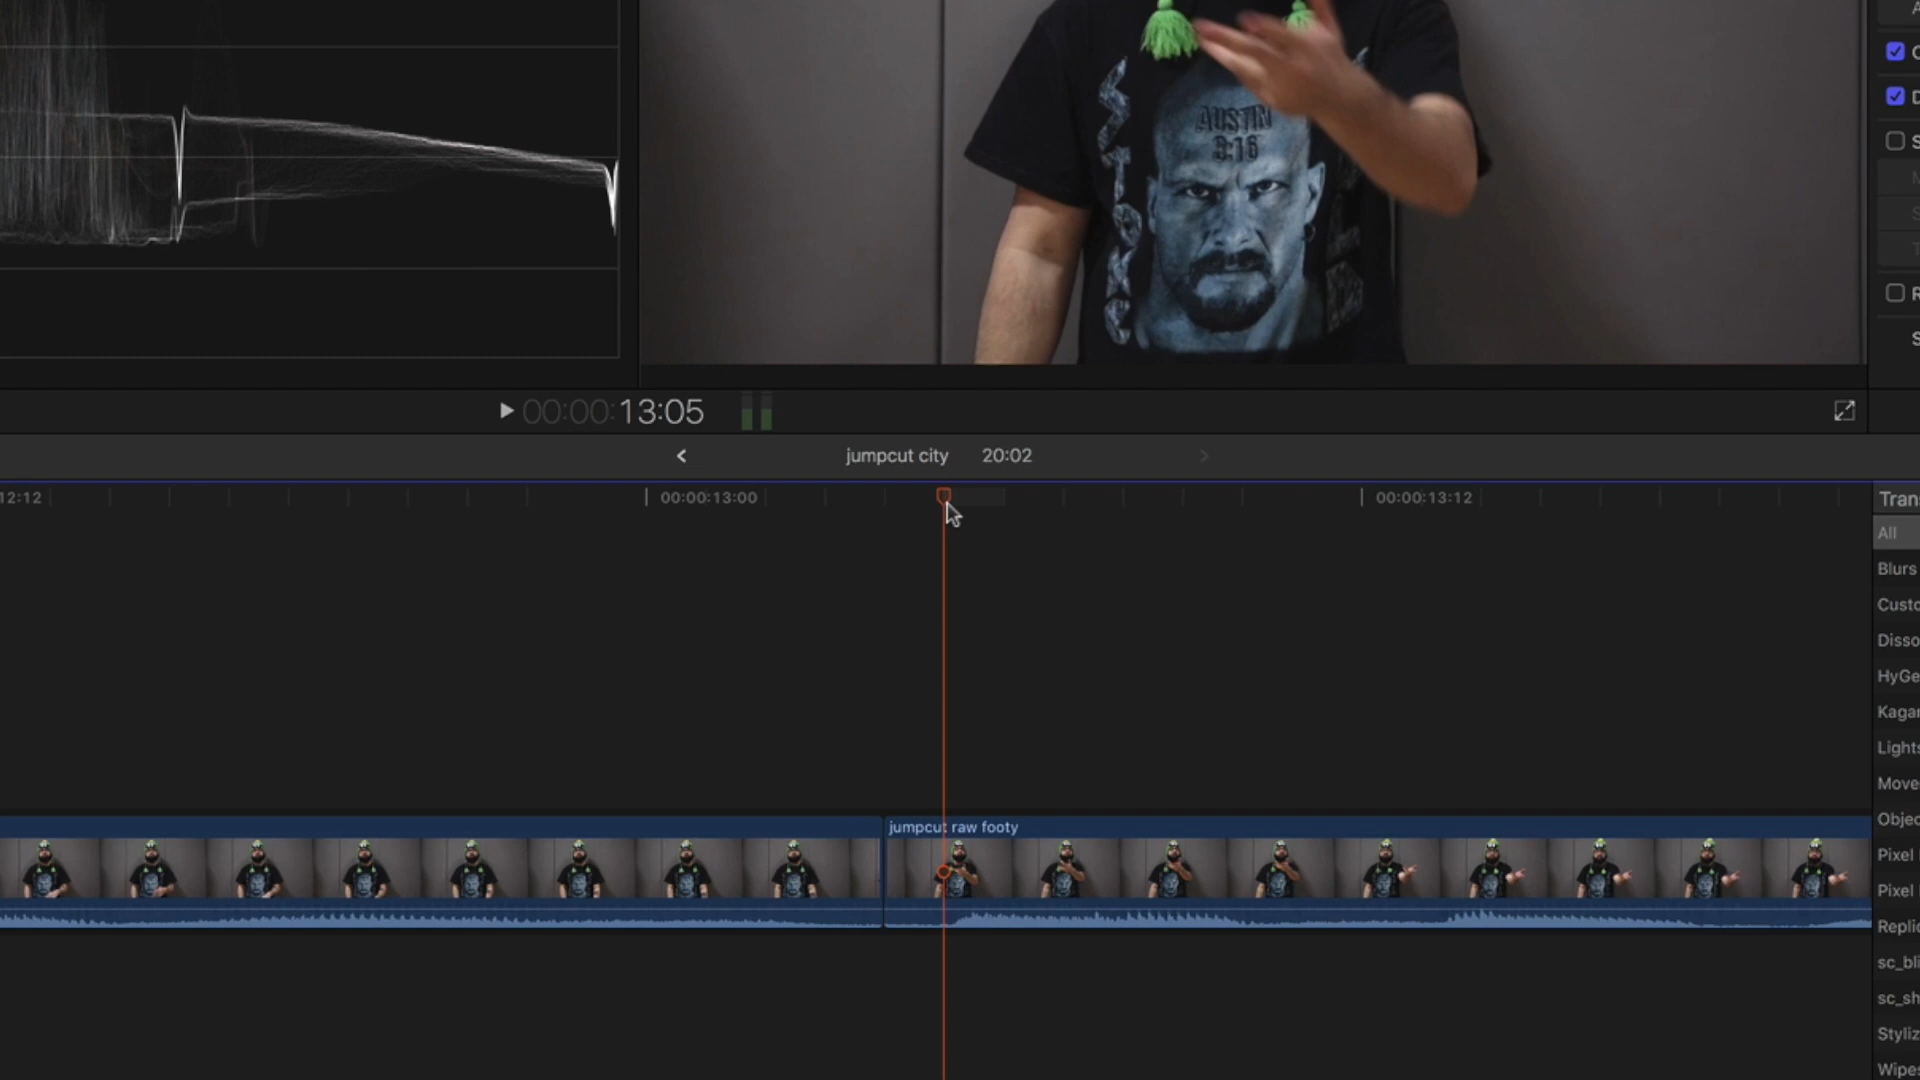 AUSTIN
3:16
00:00:13:05
jumpcut city 20:02
12:12
00:00:13:00
00:00:13:12
Tran
All
Blurs
Custo
Disso
HyGe
Kagar
Lights
Move
Objec
Pixel
Pixel
Replic
sc_bli
sc_sh
Styliz
Wipes
jumpcut raw footy